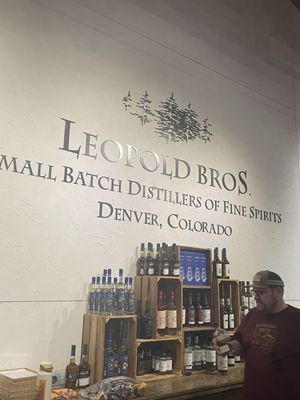 LEOPOLD BROS.
MALL BATCH DISTILLERS OF FINE SPIRITS
DENVER, COLORADO